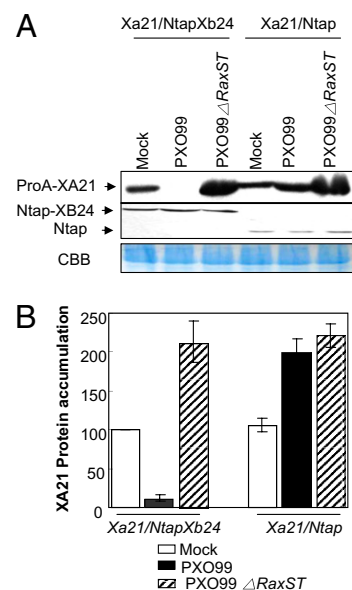 A
Xa21/NtapXb24 Xa21/Ntap
Mock
PXO99
PXO99△RaxST
Mock
PXO99
PXO99△RaxST
ProA-XA21
Ntap-XB24
Ntap
CBB
B
XA21 Protein accumulation
250
200
150
100
50
0
Xa21/NtapXb24 Xa21/Ntap
Mock
PXO99
PXO99 △RaxST